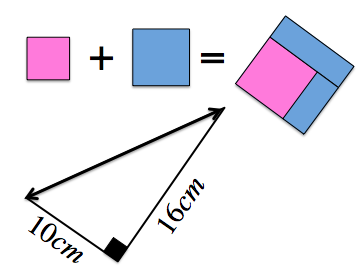 + =
10cm
16cm